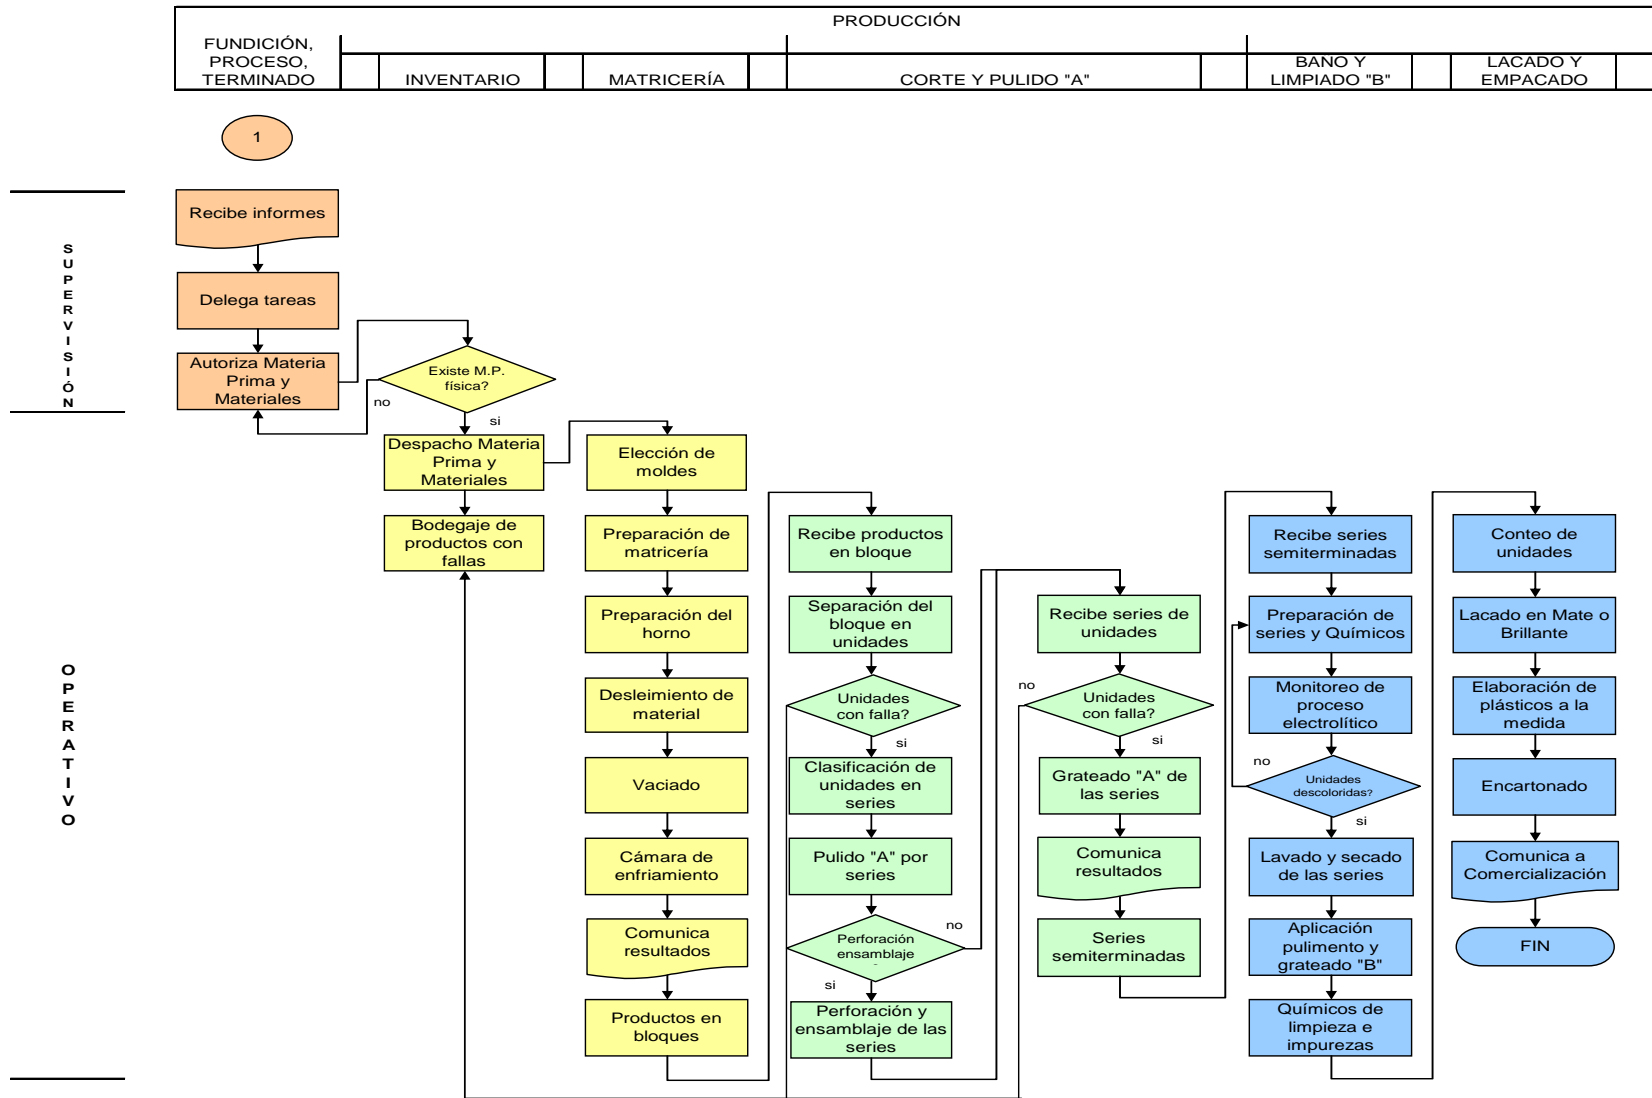 PRODUCCIÓN
FUNDICIÓN,
PROCESO,
TERMINADO
INVENTARIO
MATRICERÍA
CORTE Y PULIDO "A"
BANO Y
LIMPIADO "B"
LACADO Y
EMPACADO
1
SUPERVISIÓN
Recibe informes
Delega tareas
Autoriza Materia
Prima y
Materiales
Existe M.P.
física?
no
si
OPERATIVO
Despacho Materia
Prima y
Materiales
Bodegaje de
productos con
fallas
Elección de
moldes
Preparación de
matricería
Preparación del
horno
Desleimiento de
material
Vaciado
Cámara de
enfriamiento
Comunica
resultados
Productos en
bloques
Recibe productos
en bloque
Separación del
bloque en
unidades
Unidades
con falla?
si
Clasificación de
unidades en
series
Pulido "A" por
series
Perforación
ensamblaje
no
si
Perforación y
ensamblaje de las
series
Recibe series de
unidades
no
Unidades
con falla?
si
Grateado "A" de
las series
Comunica
resultados
Series
semiterminadas
Recibe series
semiterminadas
Preparación de
series y Químicos
Monitoreo de
proceso
electrolítico
no
Unidades
descoloridas?
si
Lavado y secado
de las series
Aplicación
pulimento y
grateado "B"
Químicos de
limpieza e
impurezas
Conteo de
unidades
Lacado en Mate o
Brillante
Elaboración de
plásticos a la
medida
Encartonado
Comunica a
Comercialización
FIN